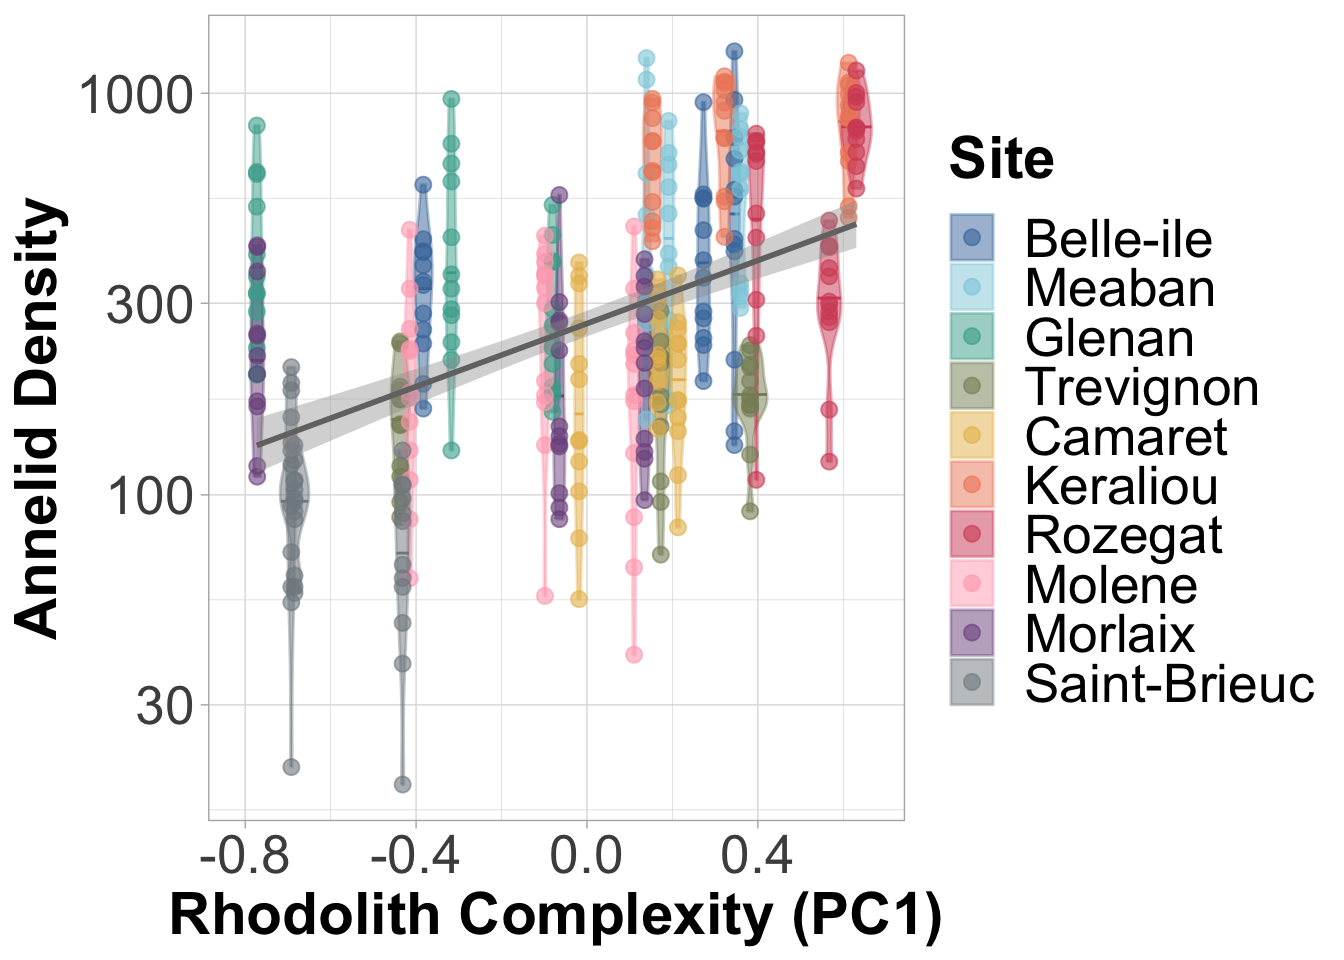 Annelid Density
1000
300
100
30
-0.8
-0.4
0.0
0.4
Rhodolith Complexity (PC1)
Site
Belle-ile
Meaban
Glenan
Trevignon
Camaret
Keraliou
Rozegat
Molene
Morlaix
Saint-Brieuc